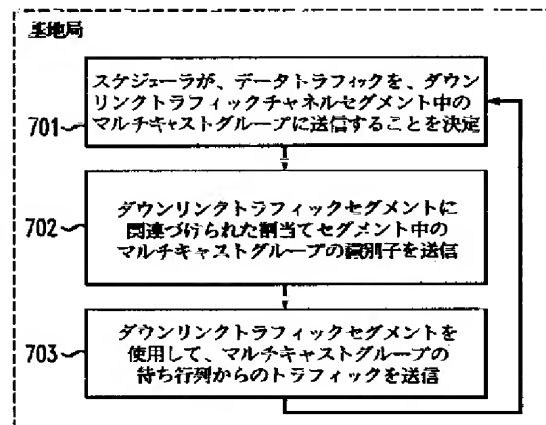 基地局
スケジューラが、データトラフィックを、ダウン
リンクトラフィックチャネルセグメント中の
マルチキャストグループに送信することを決定
701
ダウンリンクトラフィックセグメントに
関連づけられた割当てセグメント中の
マルチキャストグループの識別子を送信
702
ダウンリンクトラフィックセグメントを
使用して、マルチキャストグループの
待ち行列からのトラフィックを送信
703